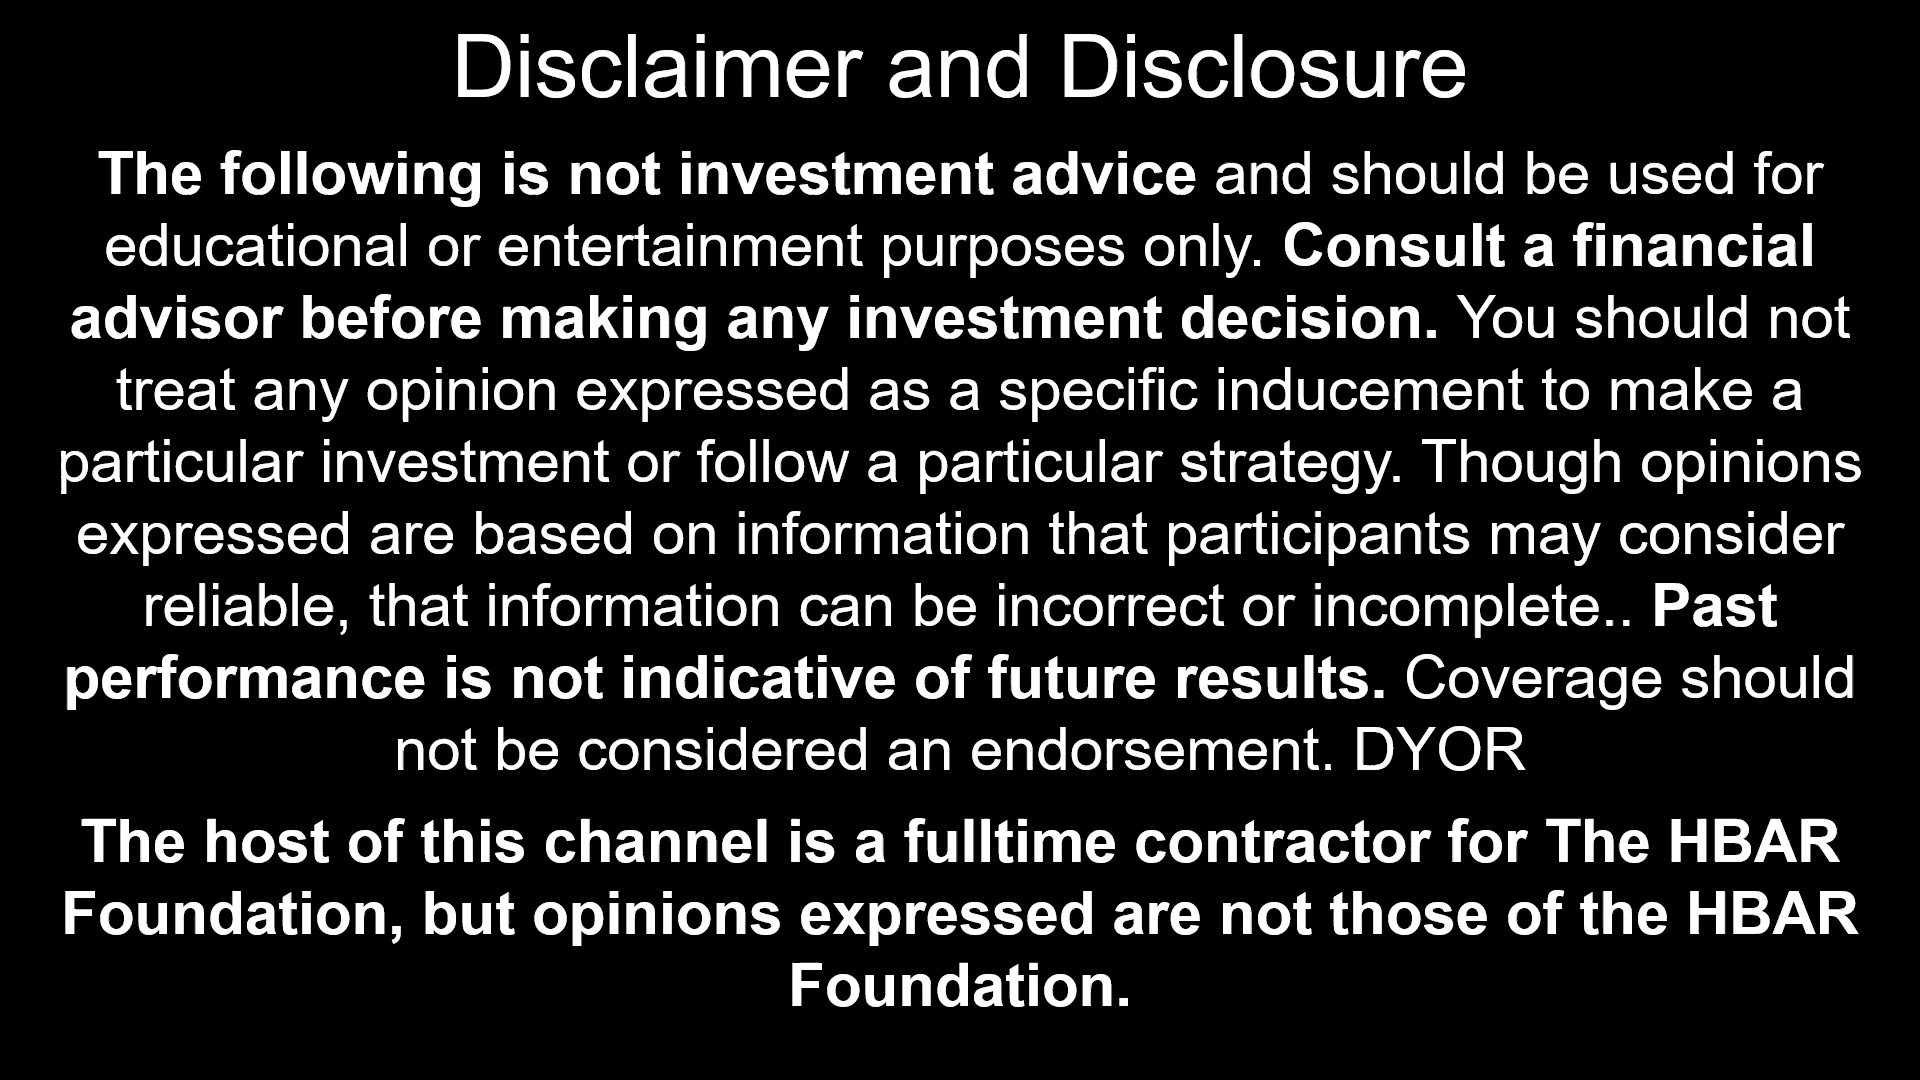 Disclaimer and Disclosure
The following is not investment advice and should be used for
educational or entertainment purposes only. Consult a financial
advisor before making any investment decision. You should not
treat any opinion expressed as a specific inducement to make a
particular investment or follow a particular strategy. Though opinions
expressed are based on information that participants may consider
reliable, that information can be incorrect or incomplete.. Past
performance is not indicative of future results. Coverage should
not be considered an endorsement. DYOR
The host of this channel is a fulltime contractor for The HBAR
Foundation, but opinions expressed are not those of the HBAR
Foundation.